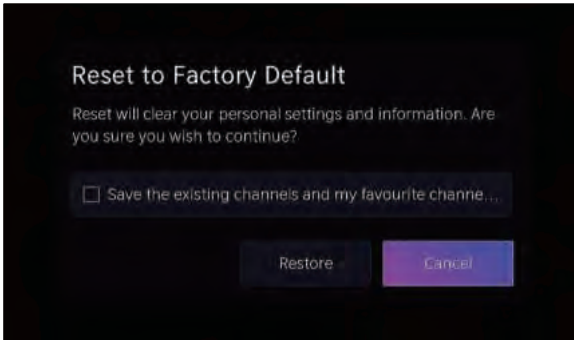 Reset to Factory Default
Reset will clear your personal settings and information. Are
you sure you wish to continue?
Save the existing channels and my favourite channe...
Restore
Cancel